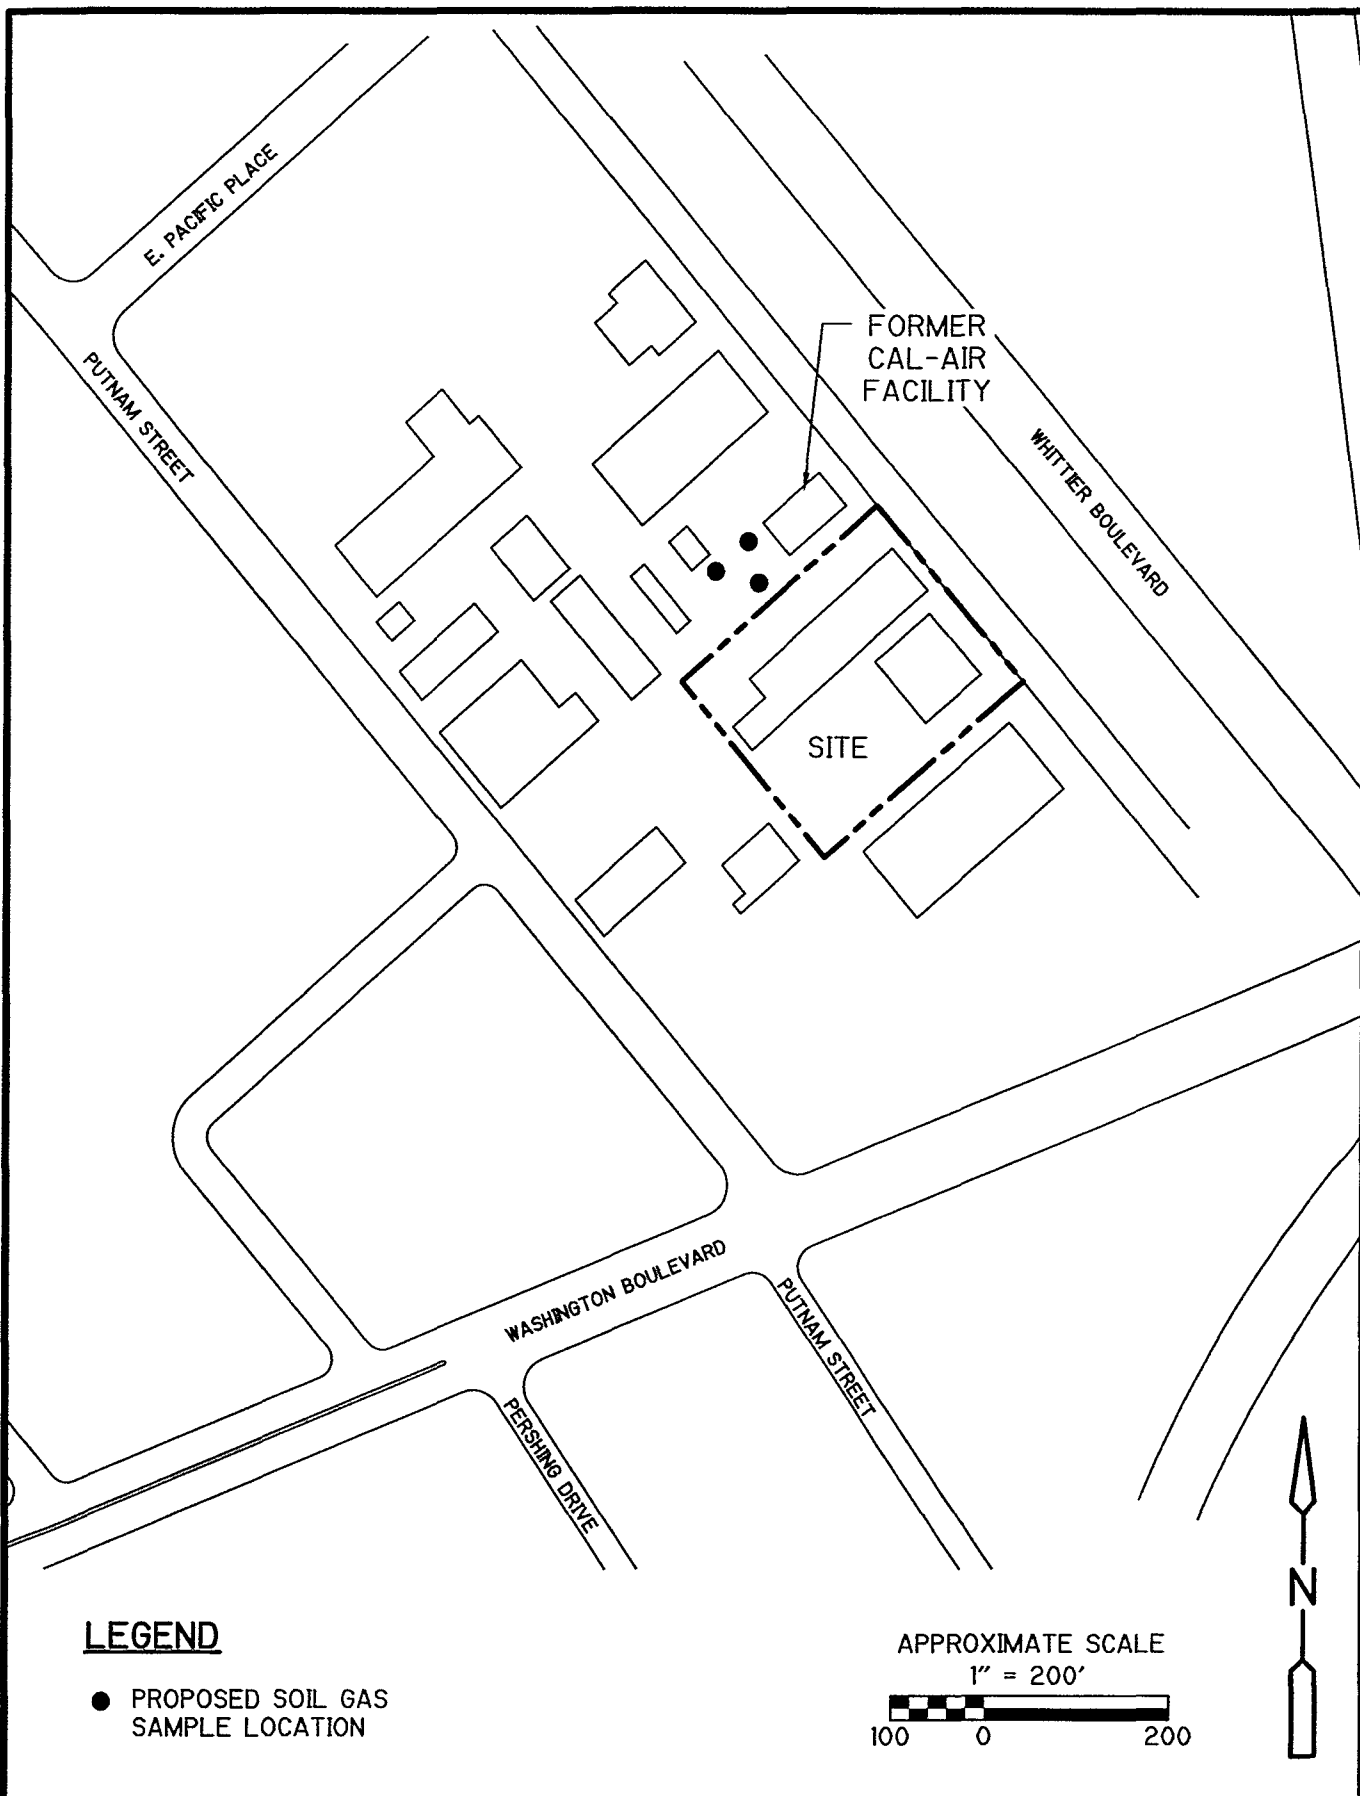 E. PACIFIC PLACE
PUTNAM STREET
FORMER
CAL-AIR
FACILITY
WHITTIER BOULEVARD
SITE
WASHINGTON BOULEVARD
PUTNAM STREET
PERSHING DRIVE
N
LEGEND
PROPOSED SOIL GAS
SAMPLE LOCATION
APPROXIMATE SCALE
1" = 200'
100 0 200